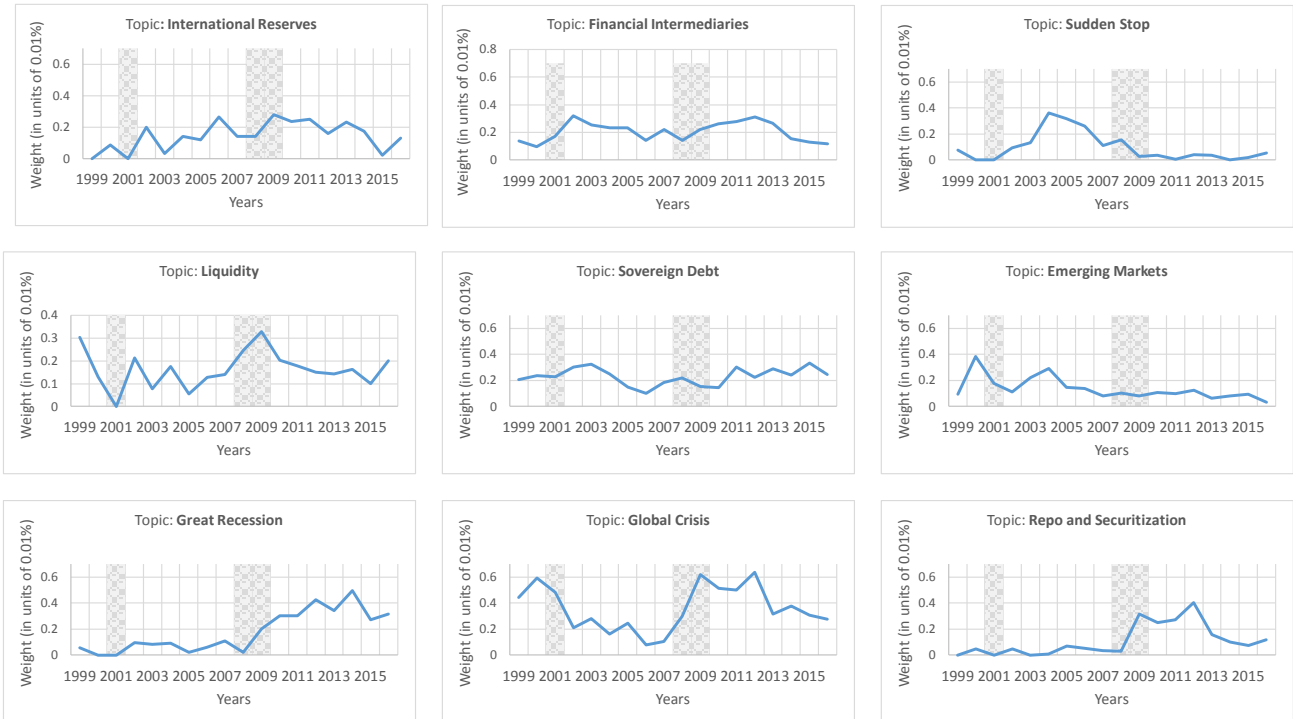 Topic: International Reserves
Weight (in units of 0.01%)
0.6
0.4
0.2
0
1999 2001 2003 2005 2007 2009 2011 2013 2015
Years
Topic: Financial Intermediaries
Weight (in units of 0.01%)
0.8
0.6
0.4
0.2
0
1999 2001 2003 2005 2007 2009 2011 2013 2015
Years
Topic: Sudden Stop
Weight (in units of 0.01%)
0.6
0.4
0.2
0
1999 2001 2003 2005 2007 2009 2011 2013 2015
Years
Topic: Liquidity
Weight (in units of 0.01%)
0.4
0.3
0.2
0.1
0
1999 2001 2003 2005 2007 2009 2011 2013 2015
Years
Topic: Sovereign Debt
Weight (in units of 0.01%)
0.6
0.4
0.2
0
1999 2001 2003 2005 2007 2009 2011 2013 2015
Years
Topic: Emerging Markets
Weight (in units of 0.01%)
0.6
0.4
0.2
0
1999 2001 2003 2005 2007 2009 2011 2013 2015
Years
Topic: Great Recession
Weight (in units of 0.01%)
0.6
0.4
0.2
0
1999 2001 2003 2005 2007 2009 2011 2013 2015
Years
Topic: Global Crisis
Weight (in units of 0.01%)
0.6
0.4
0.2
0
1999 2001 2003 2005 2007 2009 2011 2013 2015
Years
Topic: Repo and Securitization
Weight (in units of 0.01%)
0.6
0.4
0.2
0
1999 2001 2003 2005 2007 2009 2011 2013 2015
Years